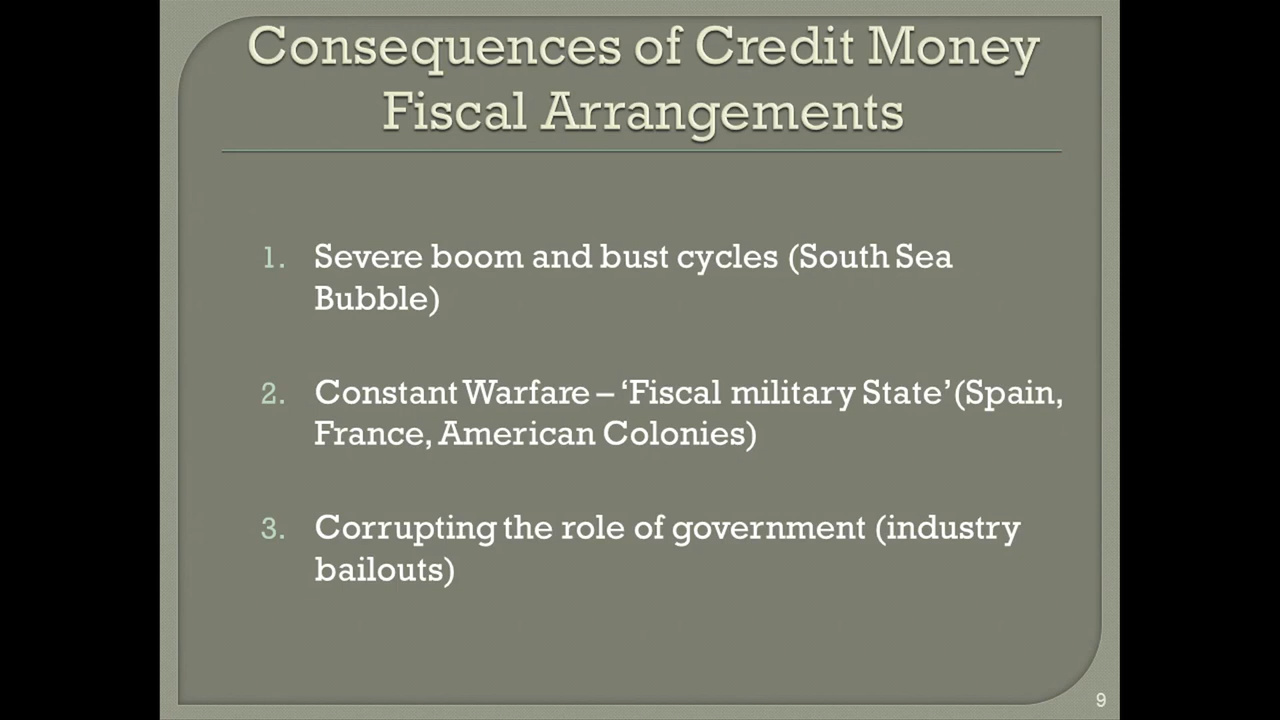 Consequences of Credit Money
Fiscal Arrangements
1. Severe boom and bust cycles (South Sea
Bubble)
2. Constant Warfare – ‘Fiscal military State’ (Spain,
France, American Colonies)
3. Corrupting the role of government (industry
bailouts)
9